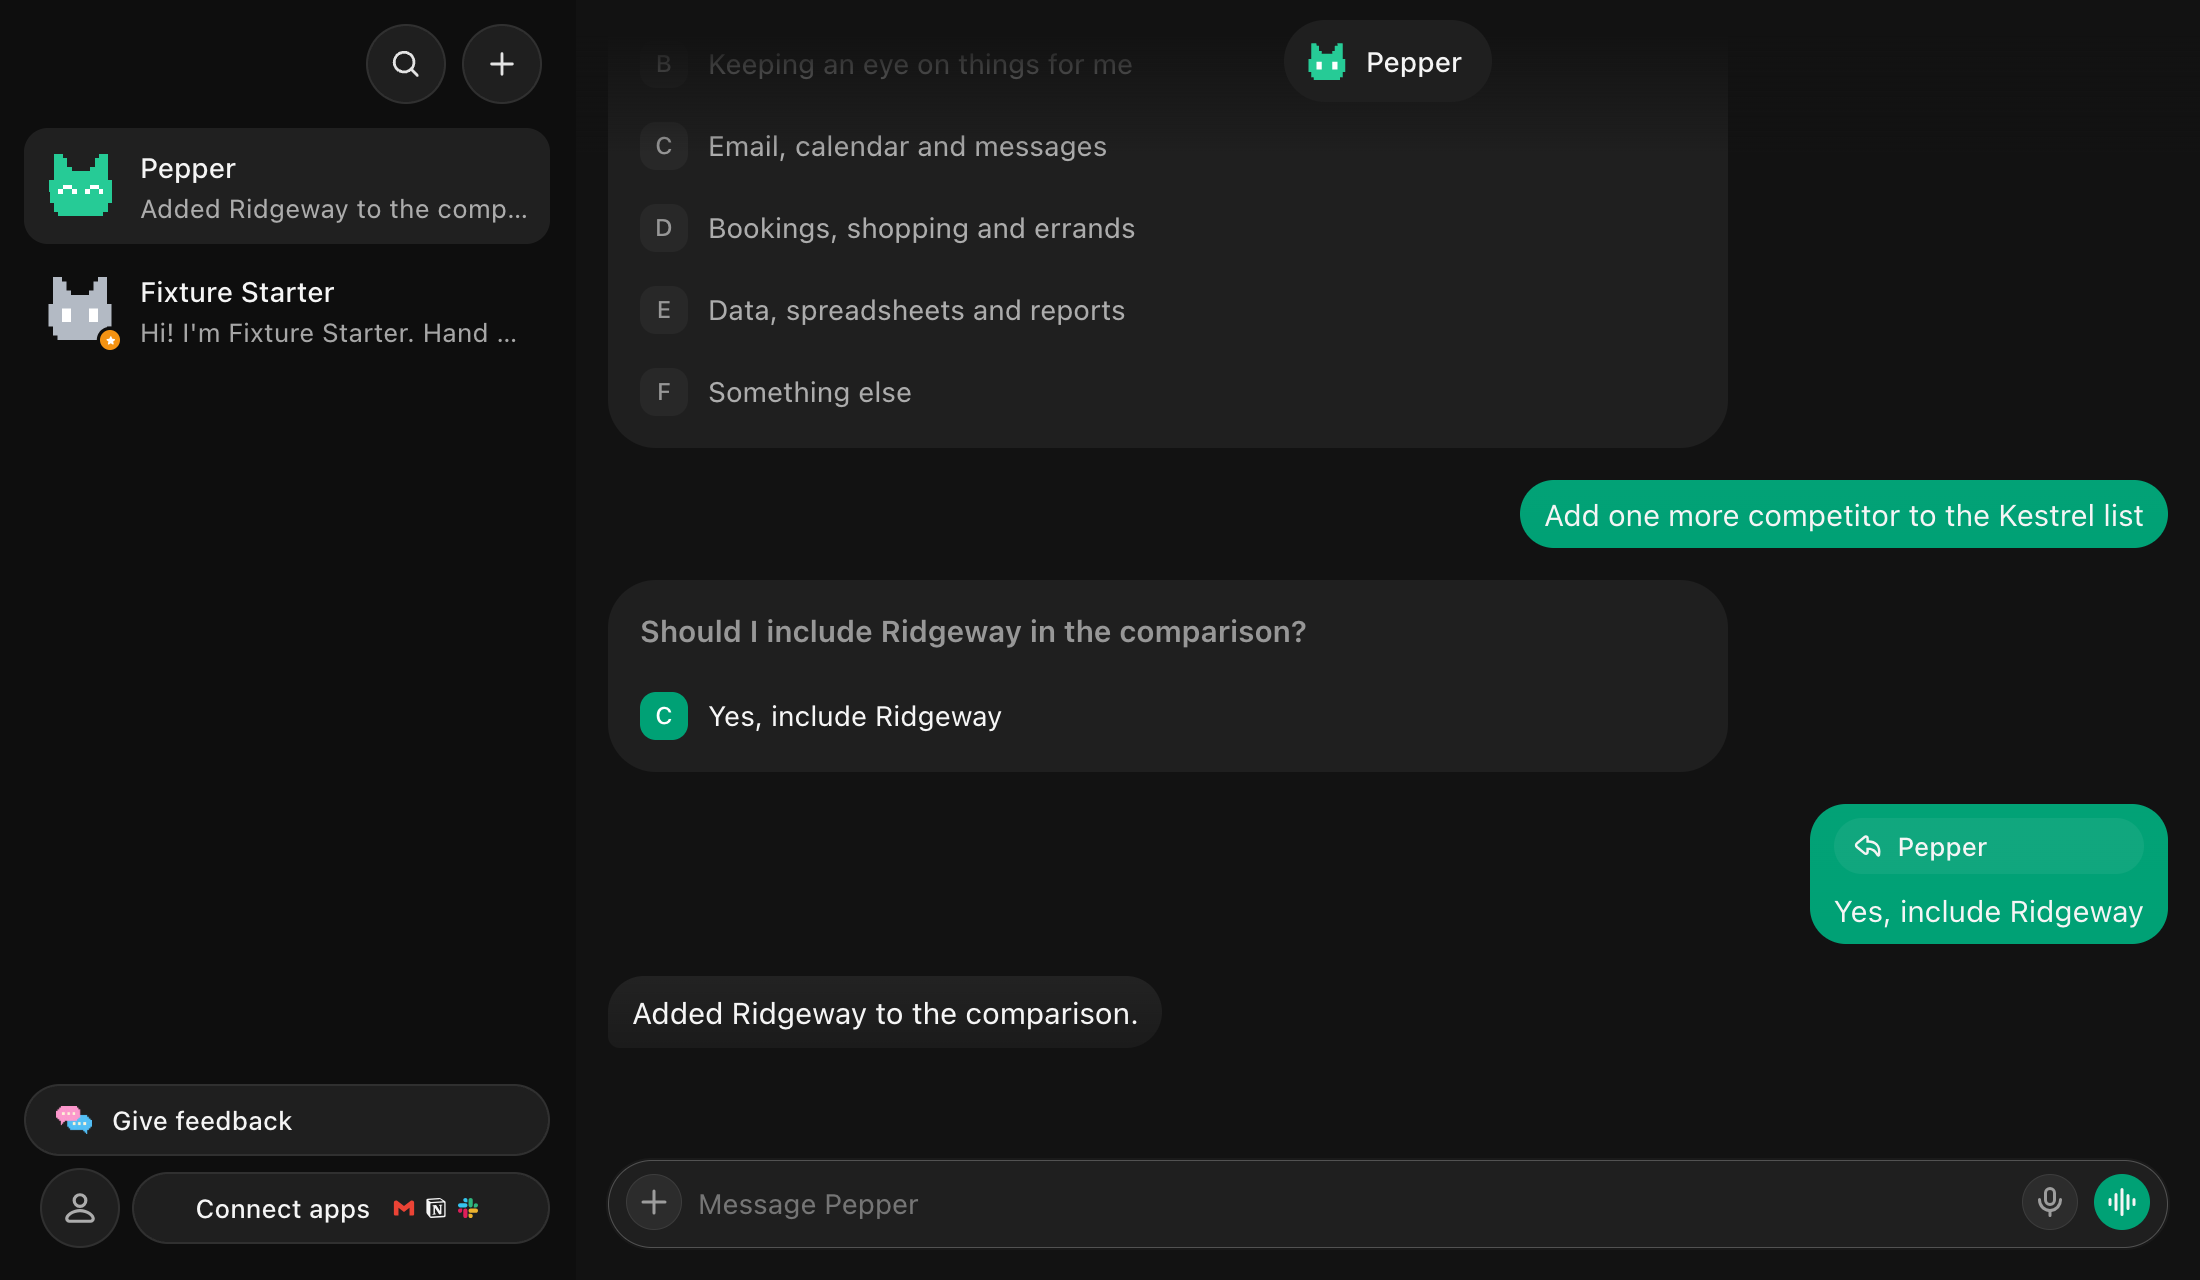 Pepper
Added Ridgeway to the comp...
Fixture Starter
Hi! I'm Fixture Starter. Hand ...
Give feedback
Connect apps
Pepper
B Keeping an eye on things for me
C Email, calendar and messages
D Bookings, shopping and errands
E Data, spreadsheets and reports
F Something else
Add one more competitor to the Kestrel list
Should I include Ridgeway in the comparison?
C Yes, include Ridgeway
Pepper
Yes, include Ridgeway
Added Ridgeway to the comparison.
Message Pepper